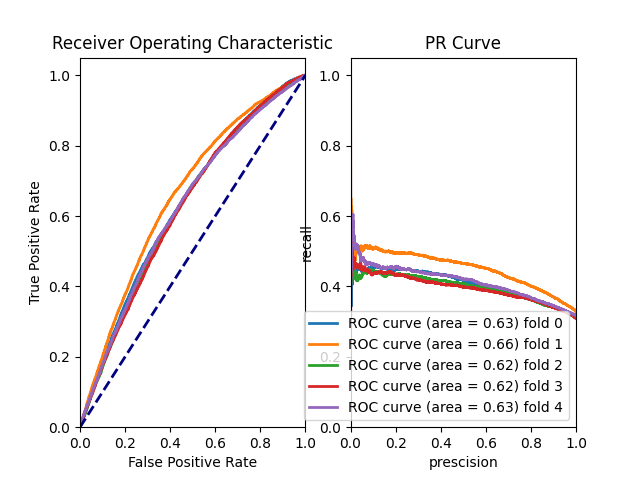 Receiver Operating Characteristic
1.0
0.8
0.6
0.4
0.2
0.0
True Positive Rate
0.0 0.2 0.4 0.6 0.8 1.0
False Positive Rate
PR Curve
1.0
0.8
0.6
0.4
0.2
0.0
recall
0.0 0.2 0.4 0.6 0.8 1.0
prescision
ROC curve (area = 0.63) fold 0
ROC curve (area = 0.66) fold 1
ROC curve (area = 0.62) fold 2
ROC curve (area = 0.62) fold 3
ROC curve (area = 0.63) fold 4